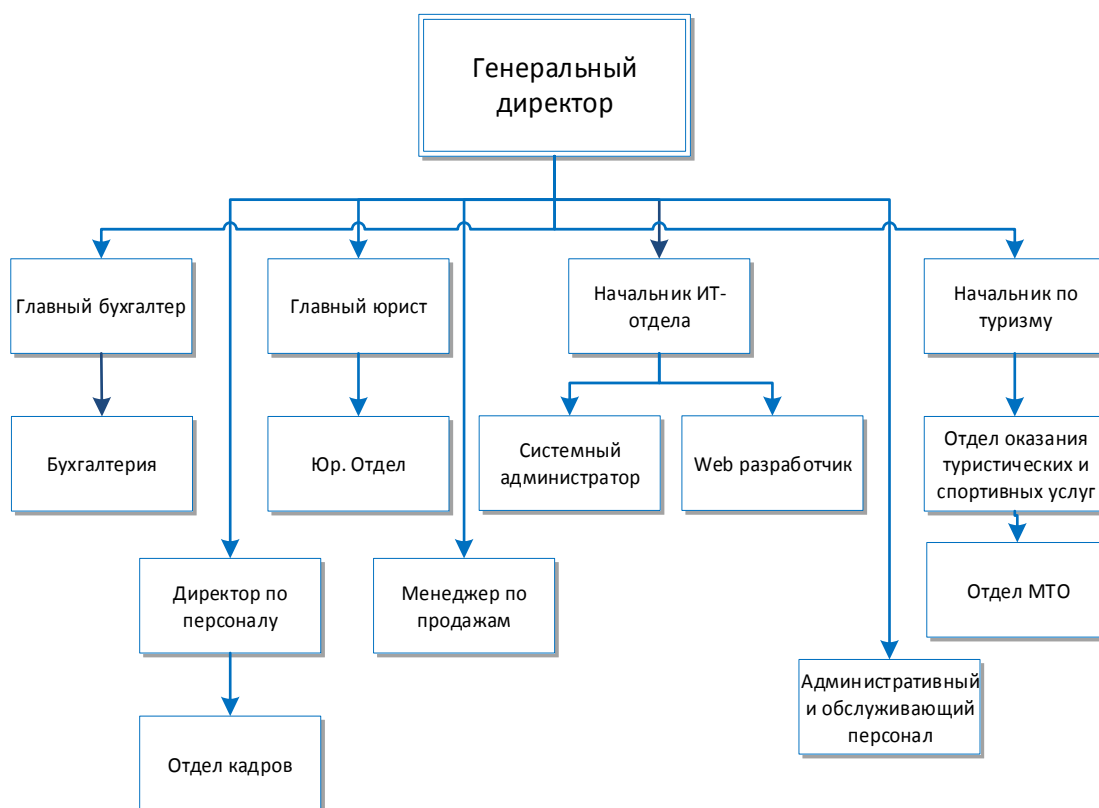 Генеральный
директор
Главный бухгалтер
Главный юрист
Начальник ИТ-
отдела
Начальник по
туризму
Бухгалтерия
Юр. Отдел
Системный
администратор
Web разработчик
Отдел оказания
туристических и
спортивных услуг
Директор по
персоналу
Менеджер по
продажам
Отдел МТО
Административный
и обслуживающий
персонал
Отдел кадров